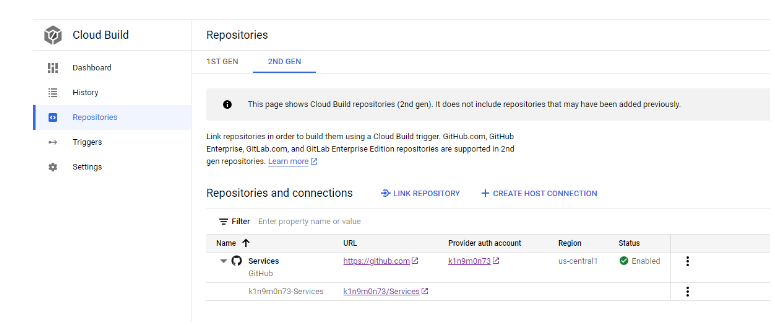 Cloud Build
Repositories
1ST GEN
2ND GEN
Dashboard
History
Repositories
Triggers
Settings
This page shows Cloud Build repositories (2nd gen). It does not include repositories that may have been added previously.
Link repositories in order to build them using a Cloud Build trigger. GitHub.com, GitHub
Enterprise, GitLab.com, and GitLab Enterprise Edition repositories are supported in 2nd
gen repositories. Learn more
Repositories and connections
LINK REPOSITORY
CREATE HOST CONNECTION
Filter Enter property name or value
Name URL Provider auth account Region Status
Services https://github.com k1n9m0n73 us-central1 Enabled
GitHub
k1n9m0n73-Services k1n9m0n73/Services